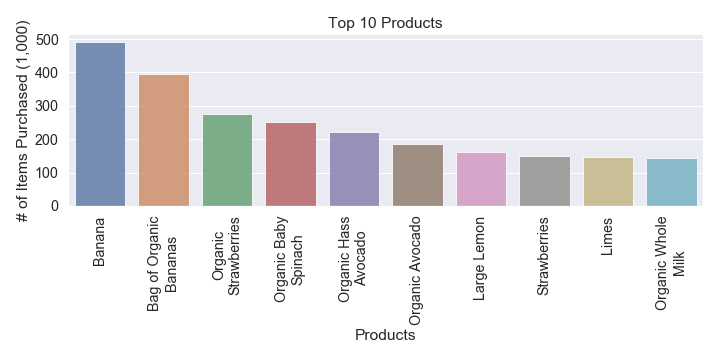 Top 10 Products
# of Items Purchased (1,000)
500
400
300
200
100
0
Banana
Bag of Organic
Bananas
Organic
Strawberries
Organic Baby
Spinach
Organic Hass
Avocado
Organic Avocado
Large Lemon
Strawberries
Limes
Organic Whole
Milk
Products